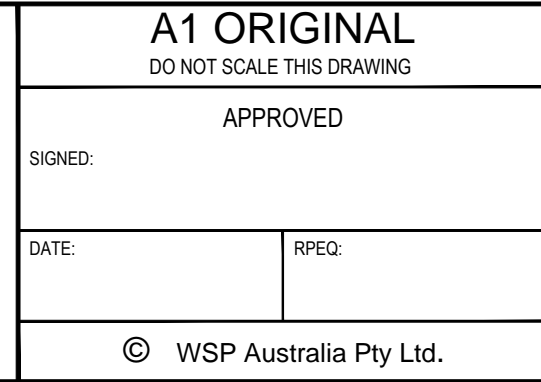 A1 ORIGINAL
DO NOT SCALE THIS DRAWING
APPROVED
SIGNED:
DATE:
RPEQ:
© WSP Australia Pty Ltd.